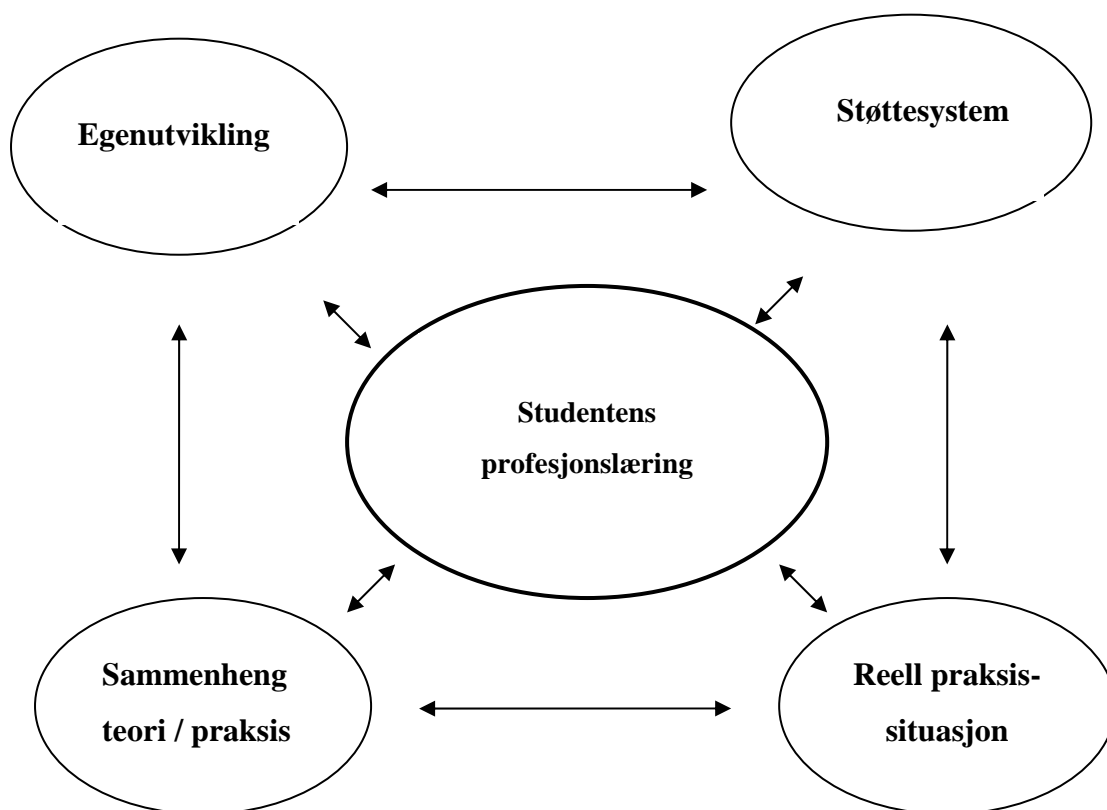 Egenutvikling
Støttesystem
Studentens
profesjonslæring
Sammenheng
teori / praksis
Reell praksis-
situasjon